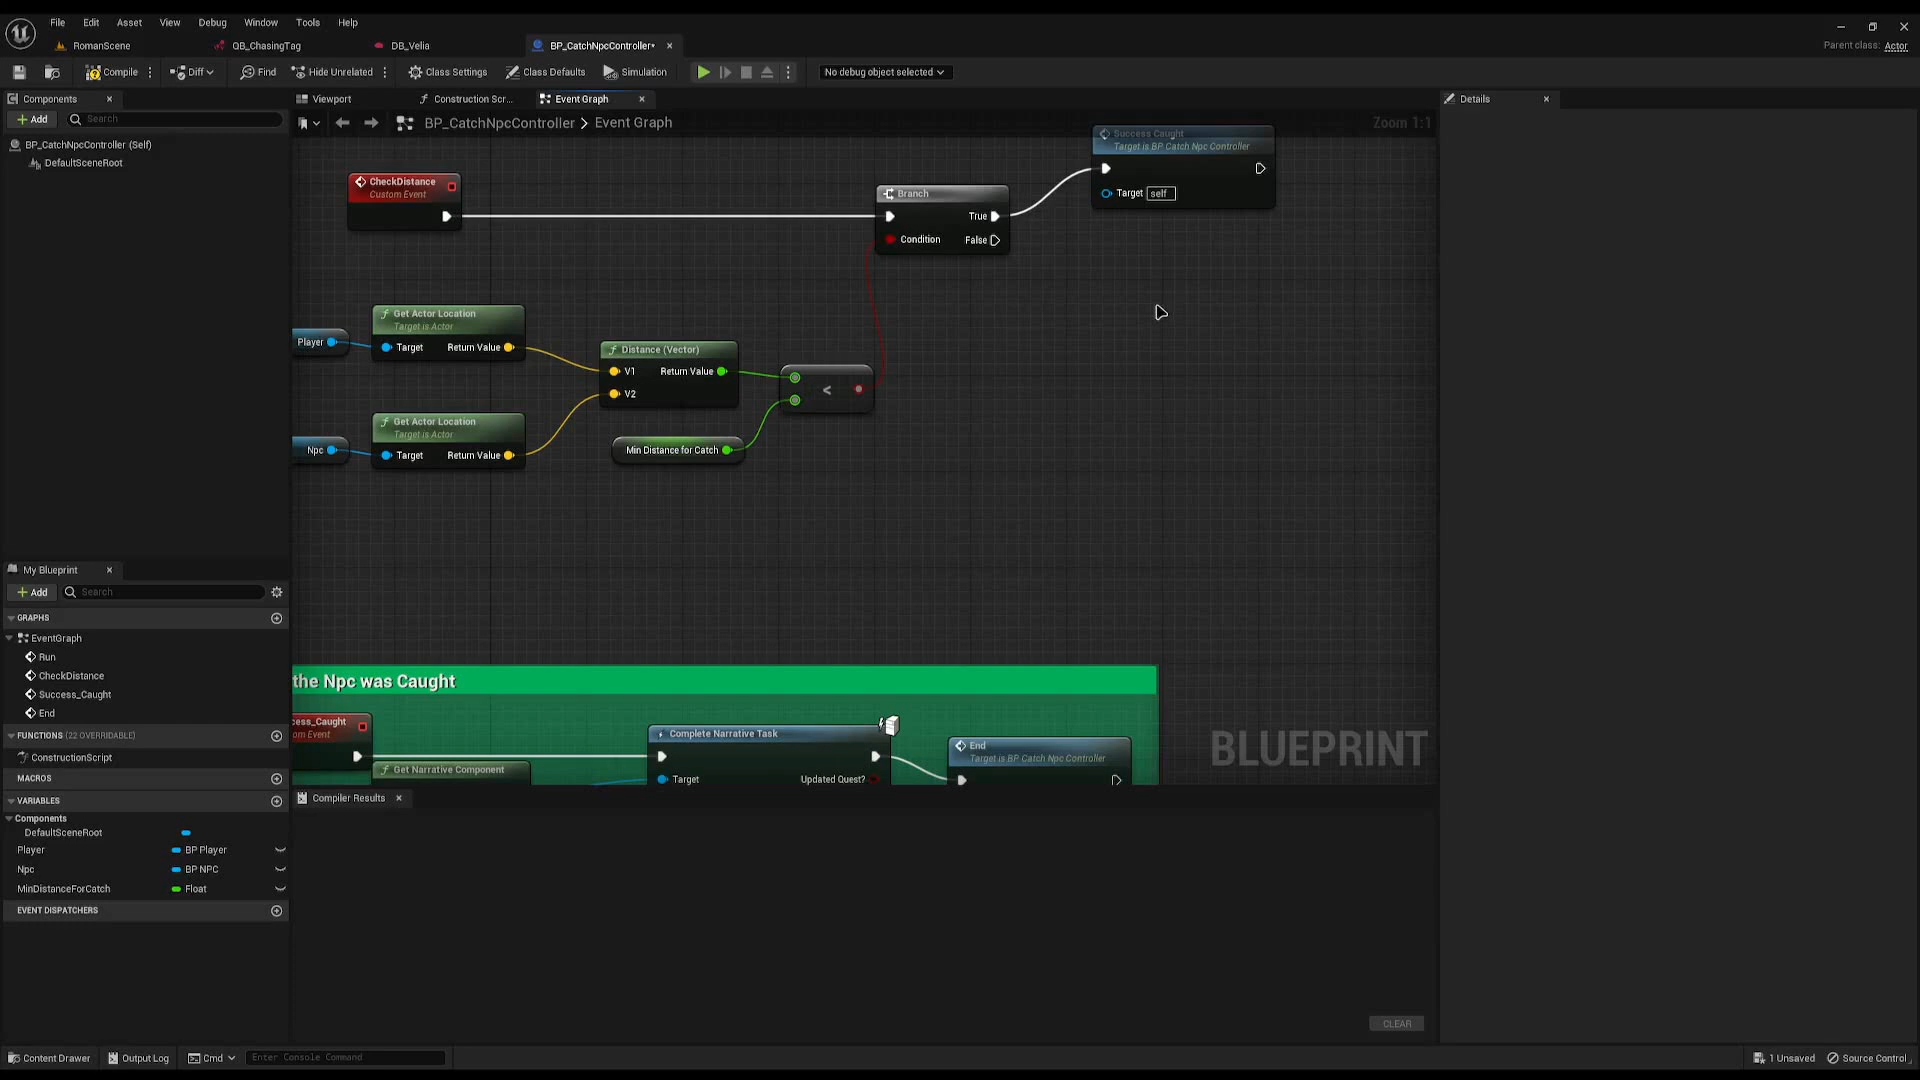 File Edit Asset View Debug Window Tools Help
RomanScene QB_ChasingTag DB_Velia BP_CatchNpcController•
Parent class: Actor
Compile Diff Find Hide Unrelated Class Settings Class Defaults Simulation No debug object selected
Components
Viewport Construction Scr... Event Graph
Details
Add Search
BP_CatchNpcController > Event Graph
Zoom 1:1
BP_CatchNpcController (Self)
DefaultSceneRoot
Success Caught
Target is BP Catch Npc Controller
Target self
CheckDistance
Custom Event
Branch
True
Condition False
Get Actor Location
Target is Actor
Player
Target Return Value
Distance (Vector)
V1 Return Value
V2
<
Get Actor Location
Target is Actor
Npc
Target Return Value
Min Distance for Catch
My Blueprint
Add Search
GRAPHS
EventGraph
Run
CheckDistance
Success_Caught
End
FUNCTIONS (22 OVERRIDABLE)
ConstructionScript
MACROS
VARIABLES
Components
DefaultSceneRoot
Player BP Player
Npc BP NPC
MinDistanceForCatch Float
EVENT DISPATCHERS
the Npc was Caught
cess_Caught
om Event
Get Narrative Component
Complete Narrative Task
Target Updated Quest?
End
Target is BP Catch Npc Controller
BLUEPRINT
Compiler Results
CLEAR
Content Drawer Output Log Cmd Enter Console Command
1 Unsaved Source Control